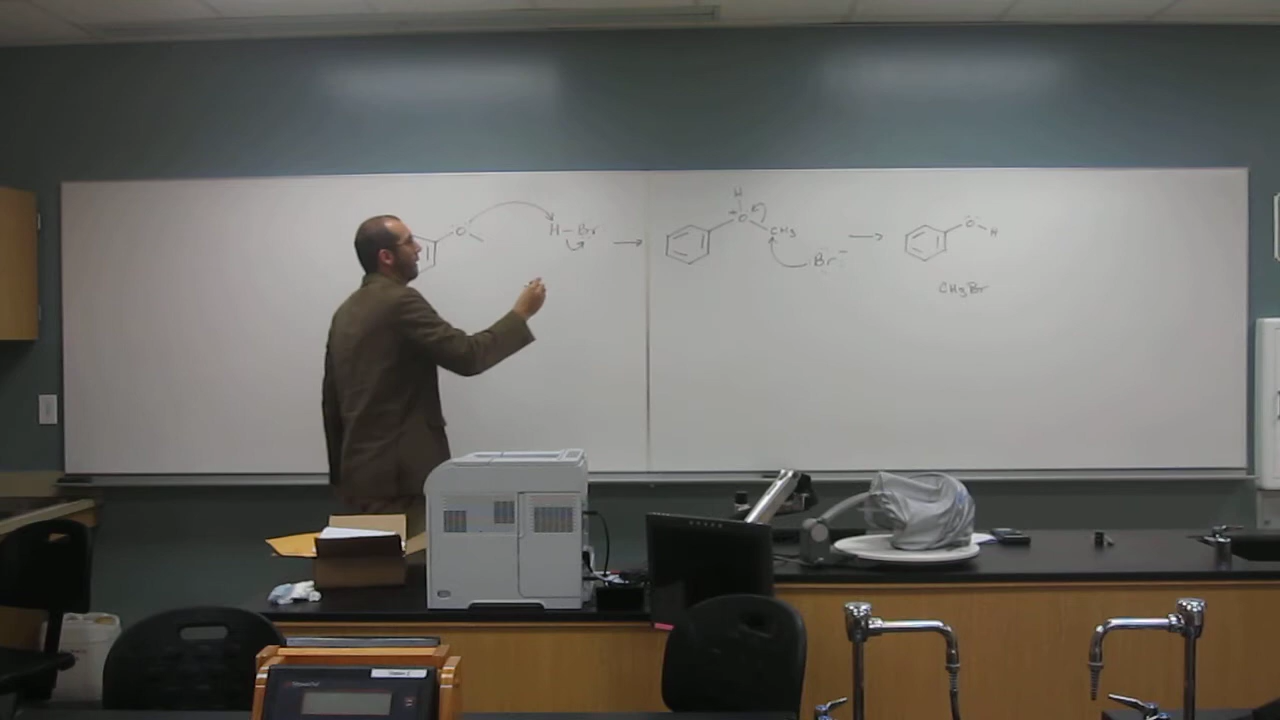 O H-Br → H +O CH3 Br- → O H
CH3Br